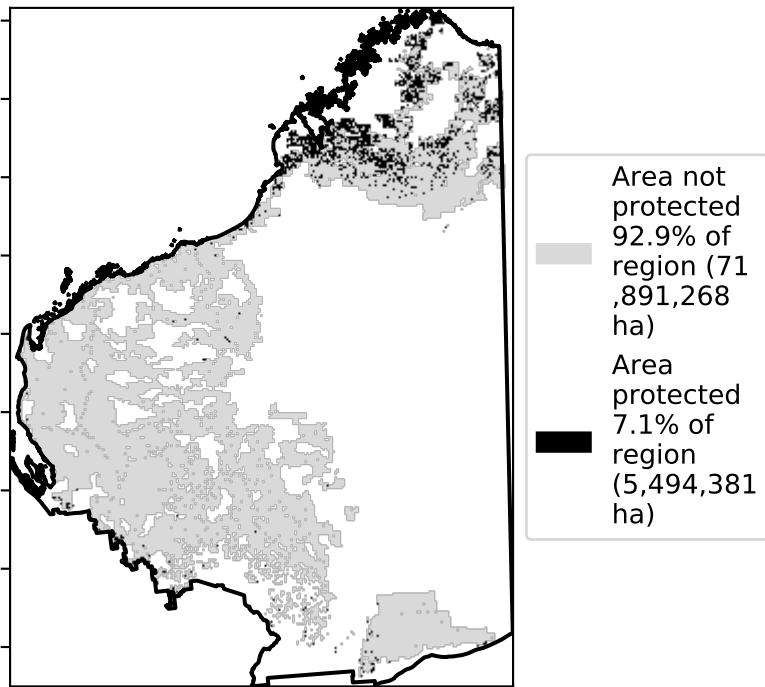 Area not
protected
92.9% of
region (71
,891,268
ha)
Area
protected
7.1% of
region
(5,494,381
ha)